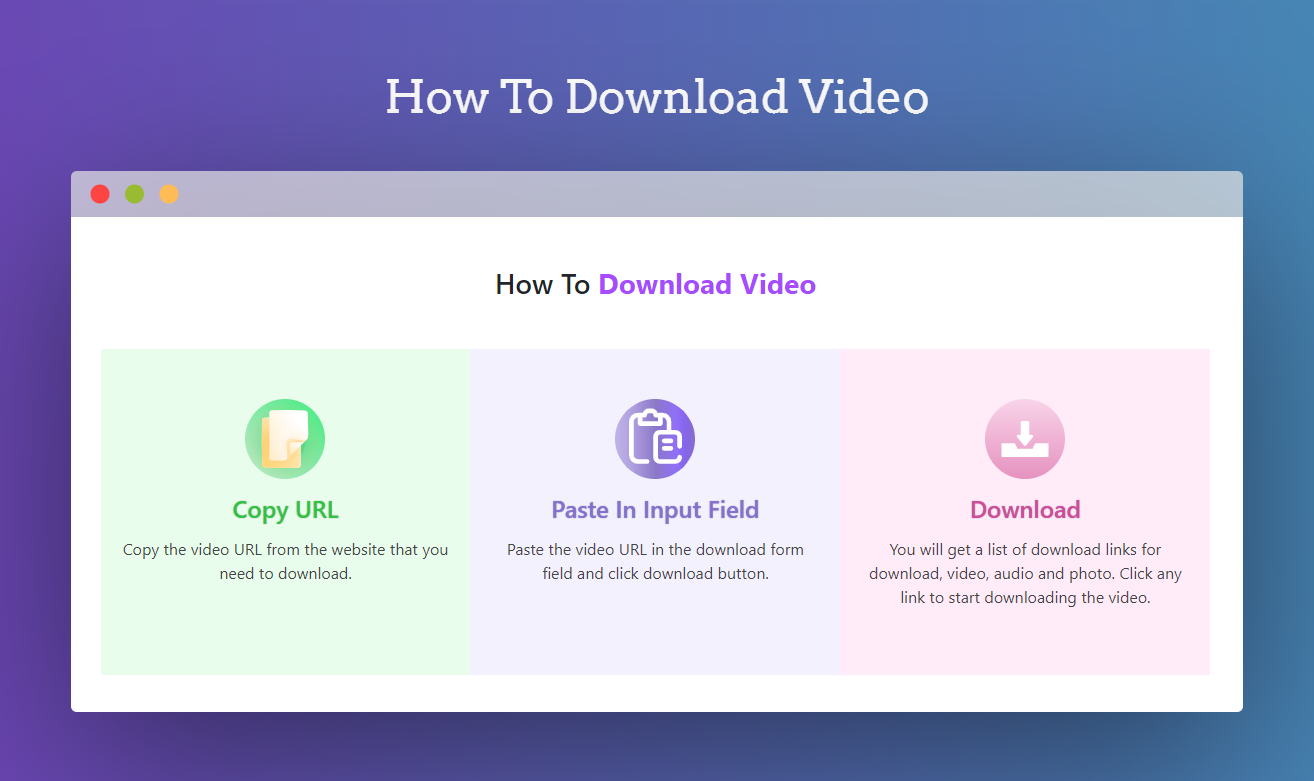 How To Download Video
How To Download Video
Copy URL
Copy the video URL from the website that you
need to download.
Paste In Input Field
Paste the video URL in the download form
field and click download button.
Download
You will get a list of download links for
download, video, audio and photo. Click any
link to start downloading the video.